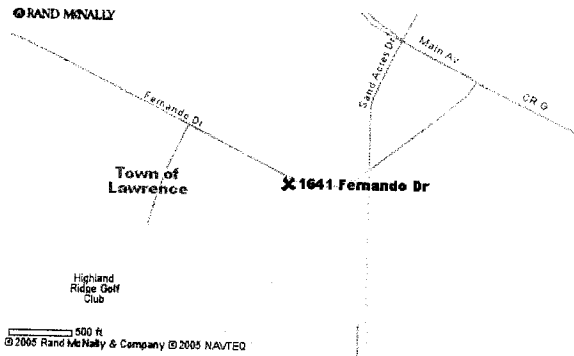 RAND MCNALLY
Main Av
Sand Acres Dr
CR G
Fernando Dr
Town of
Lawrence
1641 Fernando Dr
Highland
Ridge Golf
Club
500 ft
© 2005 Rand McNally & Company © 2005 NAVTEQ